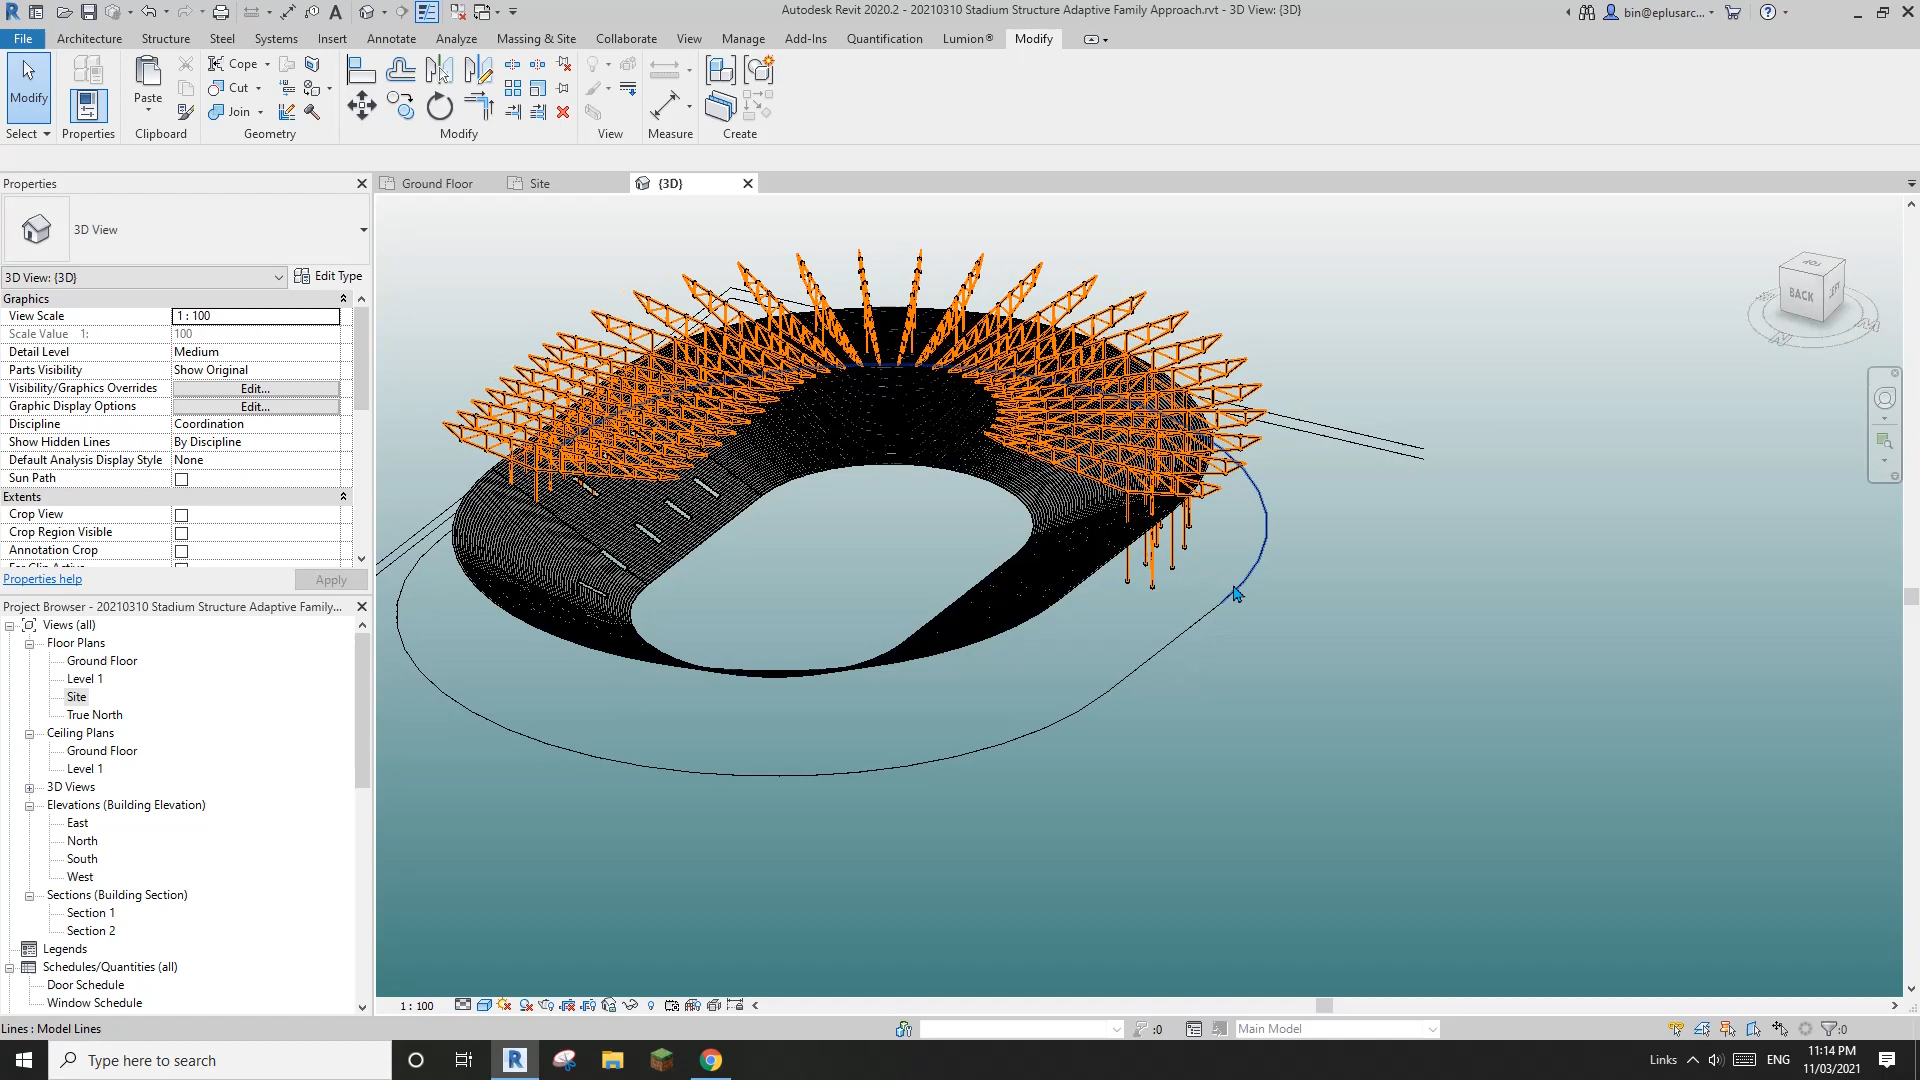 Autodesk Revit 2020.2 - 20210310 Stadium Structure Adaptive Family Approach.rvt - 3D View: {3D}
bin@eplusarc...
File Architecture Structure Steel Systems Insert Annotate Analyze Massing & Site Collaborate View Manage Add-Ins Quantification Lumion® Modify
Modify Paste Cope
Cut
Join
Select Properties Clipboard Geometry Modify View Measure Create
Properties
Ground Floor Site {3D}
3D View
3D View: {3D} Edit Type
Graphics
View Scale 1 : 100
Scale Value 1: 100
Detail Level Medium
Parts Visibility Show Original
Visibility/Graphics Overrides Edit...
Graphic Display Options Edit...
Discipline Coordination
Show Hidden Lines By Discipline
Default Analysis Display Style None
Sun Path
Extents
Crop View
Crop Region Visible
Annotation Crop
Properties help Apply
Project Browser - 20210310 Stadium Structure Adaptive Family...
Views (all)
Floor Plans
Ground Floor
Level 1
Site
True North
Ceiling Plans
Ground Floor
Level 1
3D Views
Elevations (Building Elevation)
East
North
South
West
Sections (Building Section)
Section 1
Section 2
Legends
Schedules/Quantities (all)
Door Schedule
Window Schedule
TOP
BACK
1 : 100
Lines : Model Lines
:0
Main Model
:0
Type here to search
Links
ENG
11:14 PM
11/03/2021